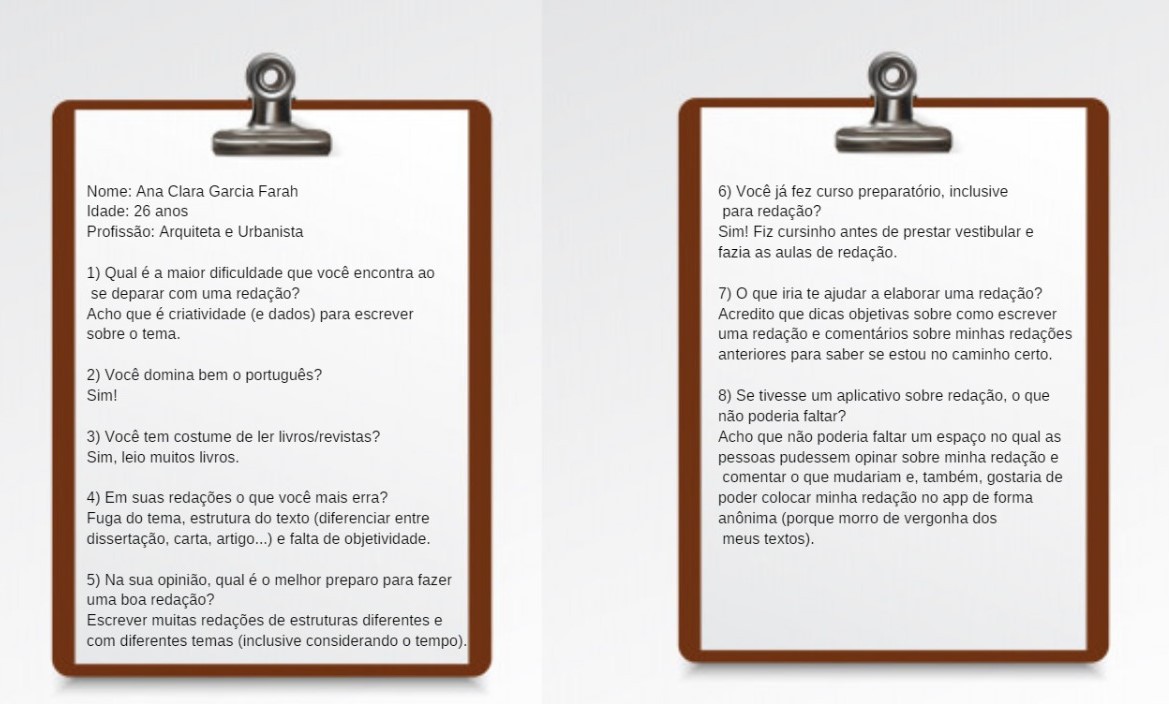 Nome: Ana Clara Garcia Farah
Idade: 26 anos
Profissão: Arquiteta e Urbanista
1) Qual é a maior dificuldade que você encontra ao
se deparar com uma redação?
Acho que é criatividade (e dados) para escrever
sobre o tema.
2) Você domina bem o português?
Sim!
3) Você tem costume de ler livros/revistas?
Sim, leio muitos livros.
4) Em suas redações o que você mais erra?
Fuga do tema, estrutura do texto (diferenciar entre
dissertação, carta, artigo...) e falta de objetividade.
5) Na sua opinião, qual é o melhor preparo para fazer
uma boa redação?
Escrever muitas redações de estruturas diferentes e
com diferentes temas (inclusive considerando o tempo).
6) Você já fez curso preparatório, inclusive
para redação?
Sim! Fiz cursinho antes de prestar vestibular e
fazia as aulas de redação.
7) O que iria te ajudar a elaborar uma redação?
Acredito que dicas objetivas sobre como escrever
uma redação e comentários sobre minhas redações
anteriores para saber se estou no caminho certo.
8) Se tivesse um aplicativo sobre redação, o que
não poderia faltar?
Acho que não poderia faltar um espaço no qual as
pessoas pudessem opinar sobre minha redação e
comentar o que mudariam e, também, gostaria de
poder colocar minha redação no app de forma
anônima (porque morro de vergonha dos
meus textos).